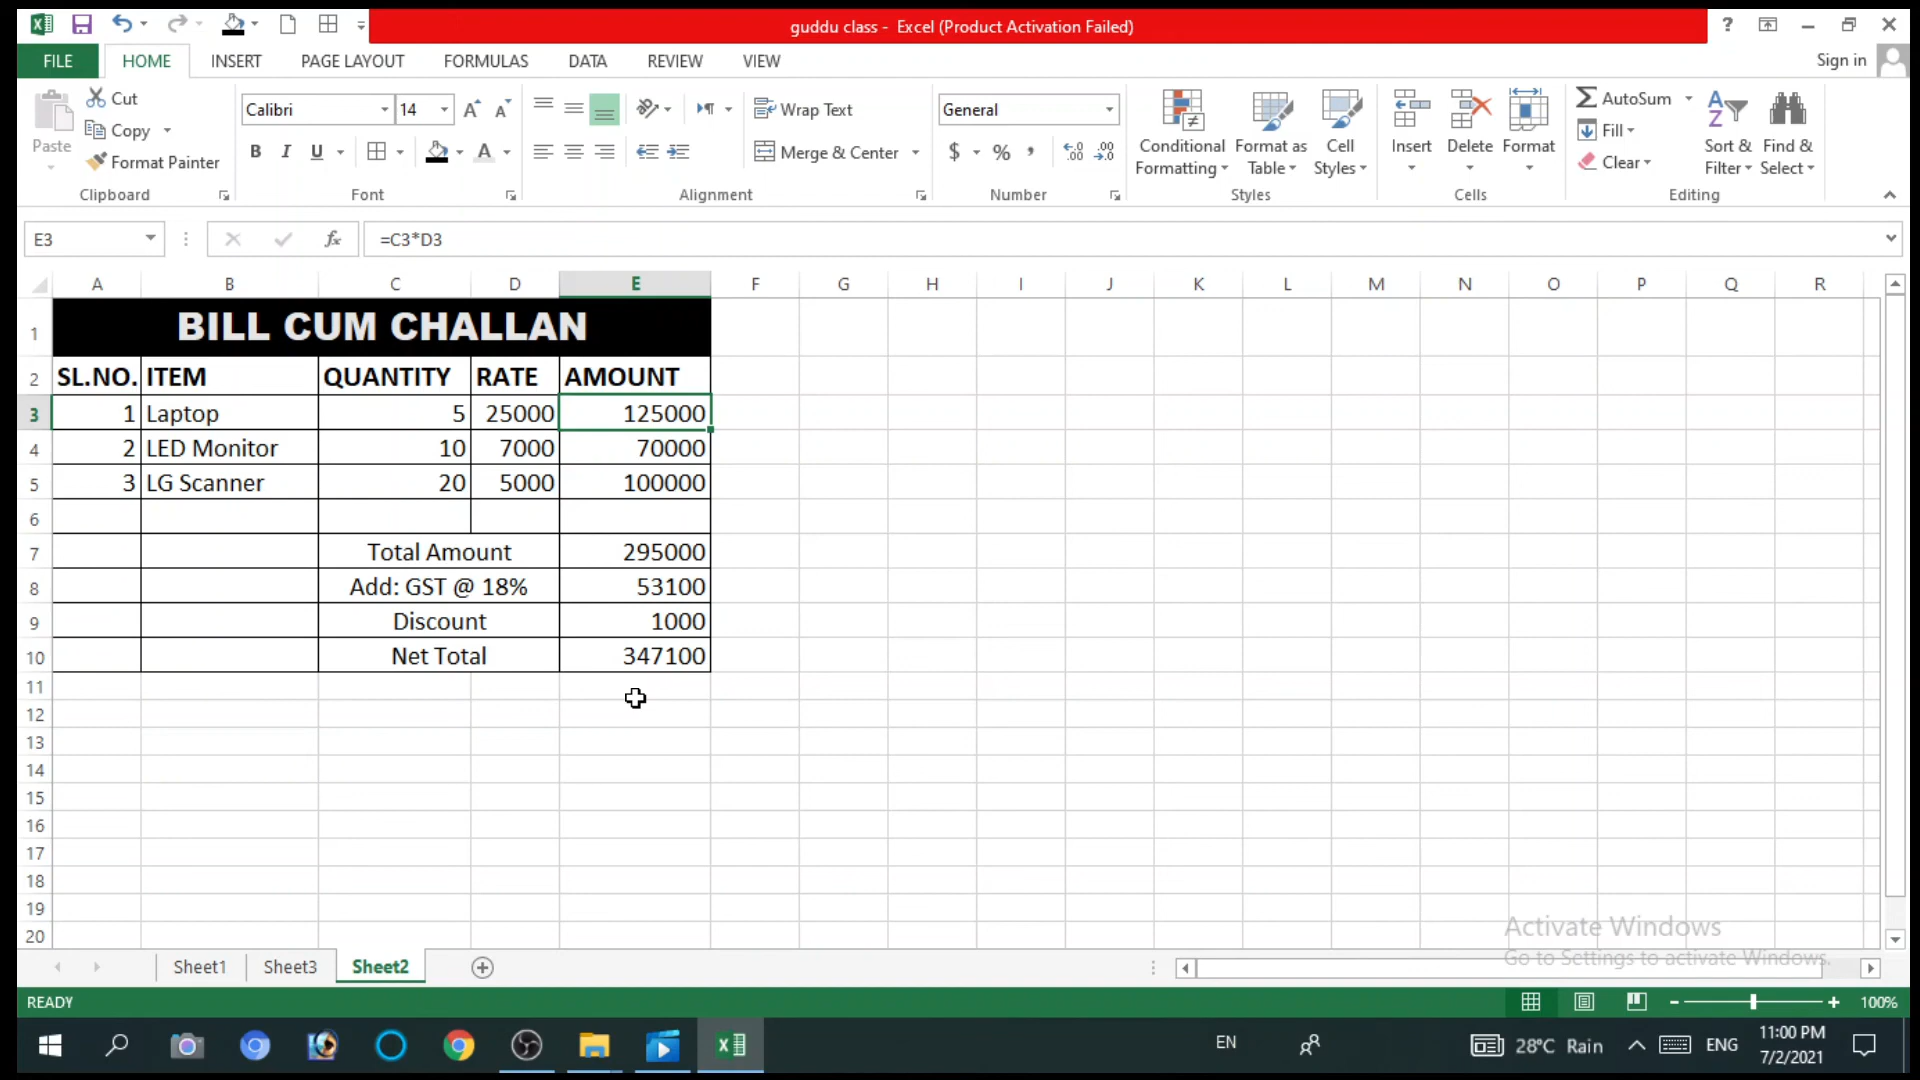 guddu class - Excel (Product Activation Failed)
FILE HOME INSERT PAGE LAYOUT FORMULAS DATA REVIEW VIEW Sign in
Paste
Cut
Copy
Format Painter
Clipboard
Calibri 14
B I U
Font
Wrap Text
Merge & Center
Alignment
General
$ % ,
Number
Conditional Formatting
Format as Table
Cell Styles
Styles
Insert
Delete
Format
Cells
AutoSum
Fill
Clear
Sort & Filter
Find & Select
Editing
E3 fx =C3*D3
A B C D E F G H I J K L M N O P Q R
1 BILL CUM CHALLAN
2 SL.NO. ITEM QUANTITY RATE AMOUNT
3 1 Laptop 5 25000 125000
4 2 LED Monitor 10 7000 70000
5 3 LG Scanner 20 5000 100000
6
7 Total Amount 295000
8 Add: GST @ 18% 53100
9 Discount 1000
10 Net Total 347100
11
12
13
14
15
16
17
18
19
20
Activate Windows
Go to Settings to activate Windows.
Sheet1 Sheet3 Sheet2
READY 100%
EN 28°C Rain ENG 11:00 PM
7/2/2021